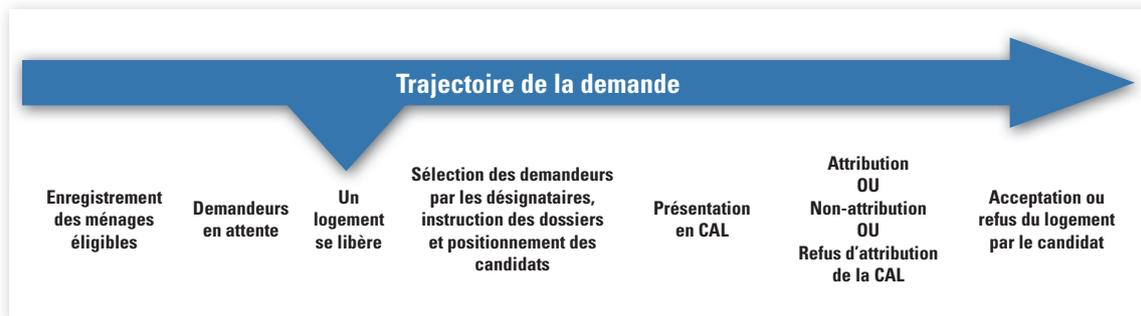 Trajectoire de la demande
Enregistrement
des ménages
éligibles
Demandeurs
en attente
Un
logement
se libère
Sélection des demandeurs
par les désignataires,
instruction des dossiers
et positionnement des
candidats
Présentation
en CAL
Attribution
OU
Non-attribution
OU
Refus d’attribution
de la CAL
Acceptation ou
refus du logement
par le candidat